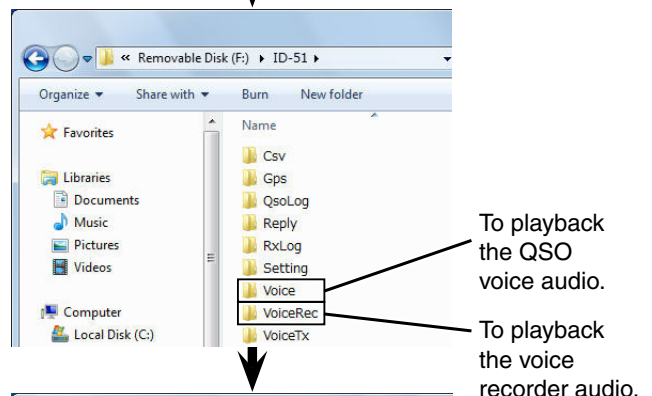 « Removable Disk (F:) ▸ ID-51 ▸
Organize ▼ Share with ▼ Burn New folder
Favorites
Libraries
Documents
Music
Pictures
Videos
Computer
Local Disk (C:)
Name
Csv
Gps
QsoLog
Reply
RxLog
Setting
Voice
VoiceRec
VoiceTx
To playback
the QSO
voice audio.
To playback
the voice
recorder audio.